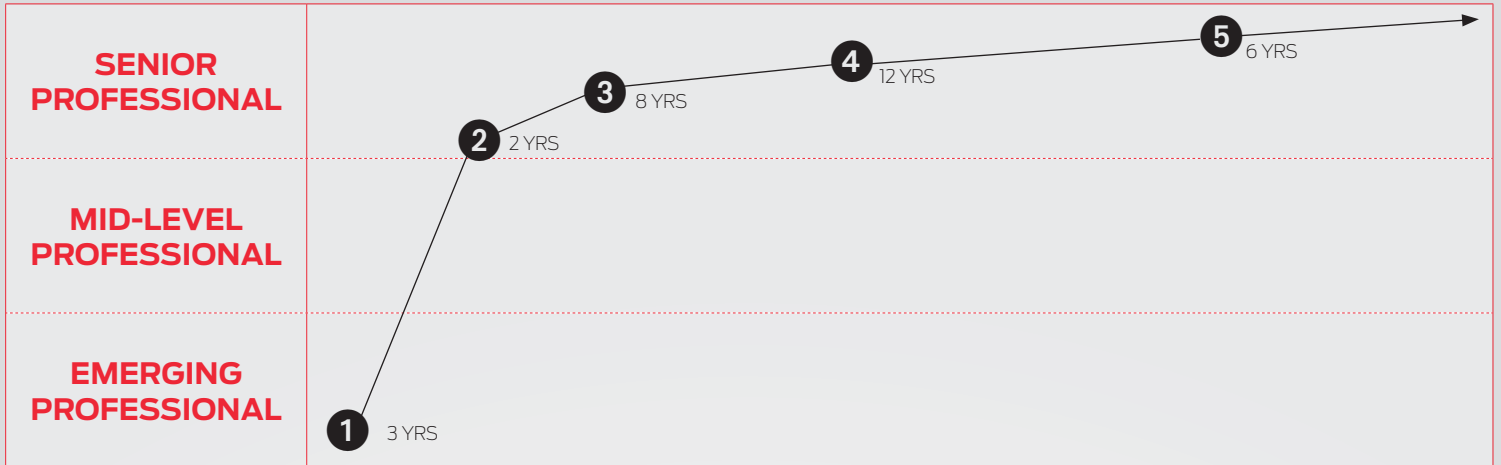 SENIOR
PROFESSIONAL
5
6 YRS
4
12 YRS
3
8 YRS
2
2 YRS
MID-LEVEL
PROFESSIONAL
EMERGING
PROFESSIONAL
1
3 YRS